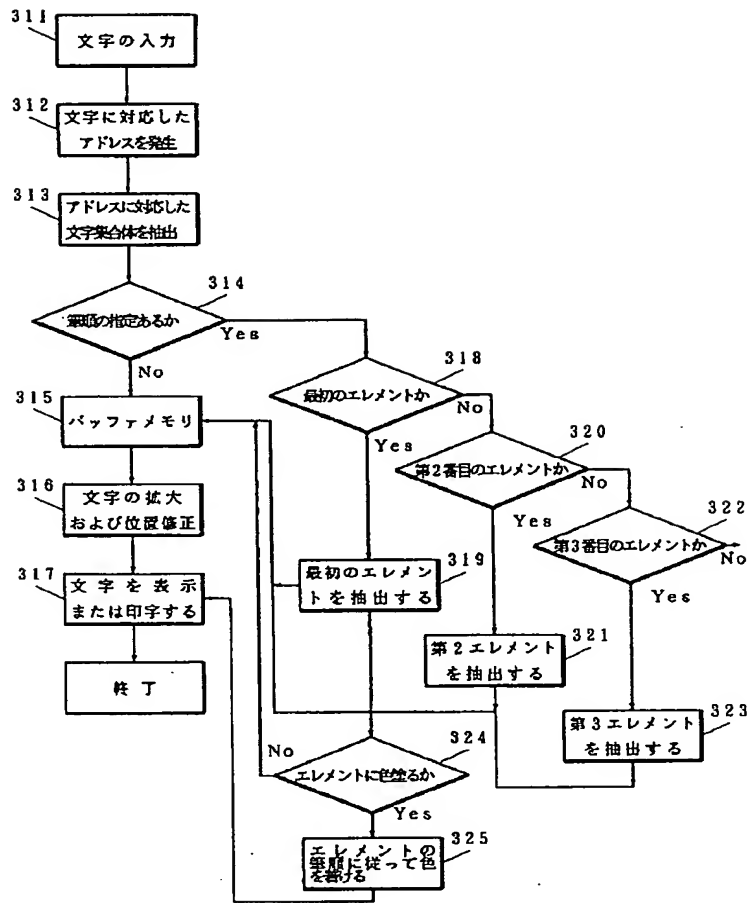 311
文字の入力
312
文字に対応した
アドレスを発生
313
アドレスに対応した
文字集合体を抽出
314
筆順の指定あるか
Yes
No
318
最初のエレメントか
No
Yes
315
バッファメモリ
320
第2番目のエレメントか
No
Yes
316
文字の拡大
および位置修正
322
第3番目のエレメントか
No
Yes
317
文字を表示
または印字する
319
最初のエレメン
トを抽出する
終了
321
第2エレメント
を抽出する
323
第3エレメント
を抽出する
324
No
エレメントに色塗るか
Yes
325
エレメントの
筆順に従って色
を着ける